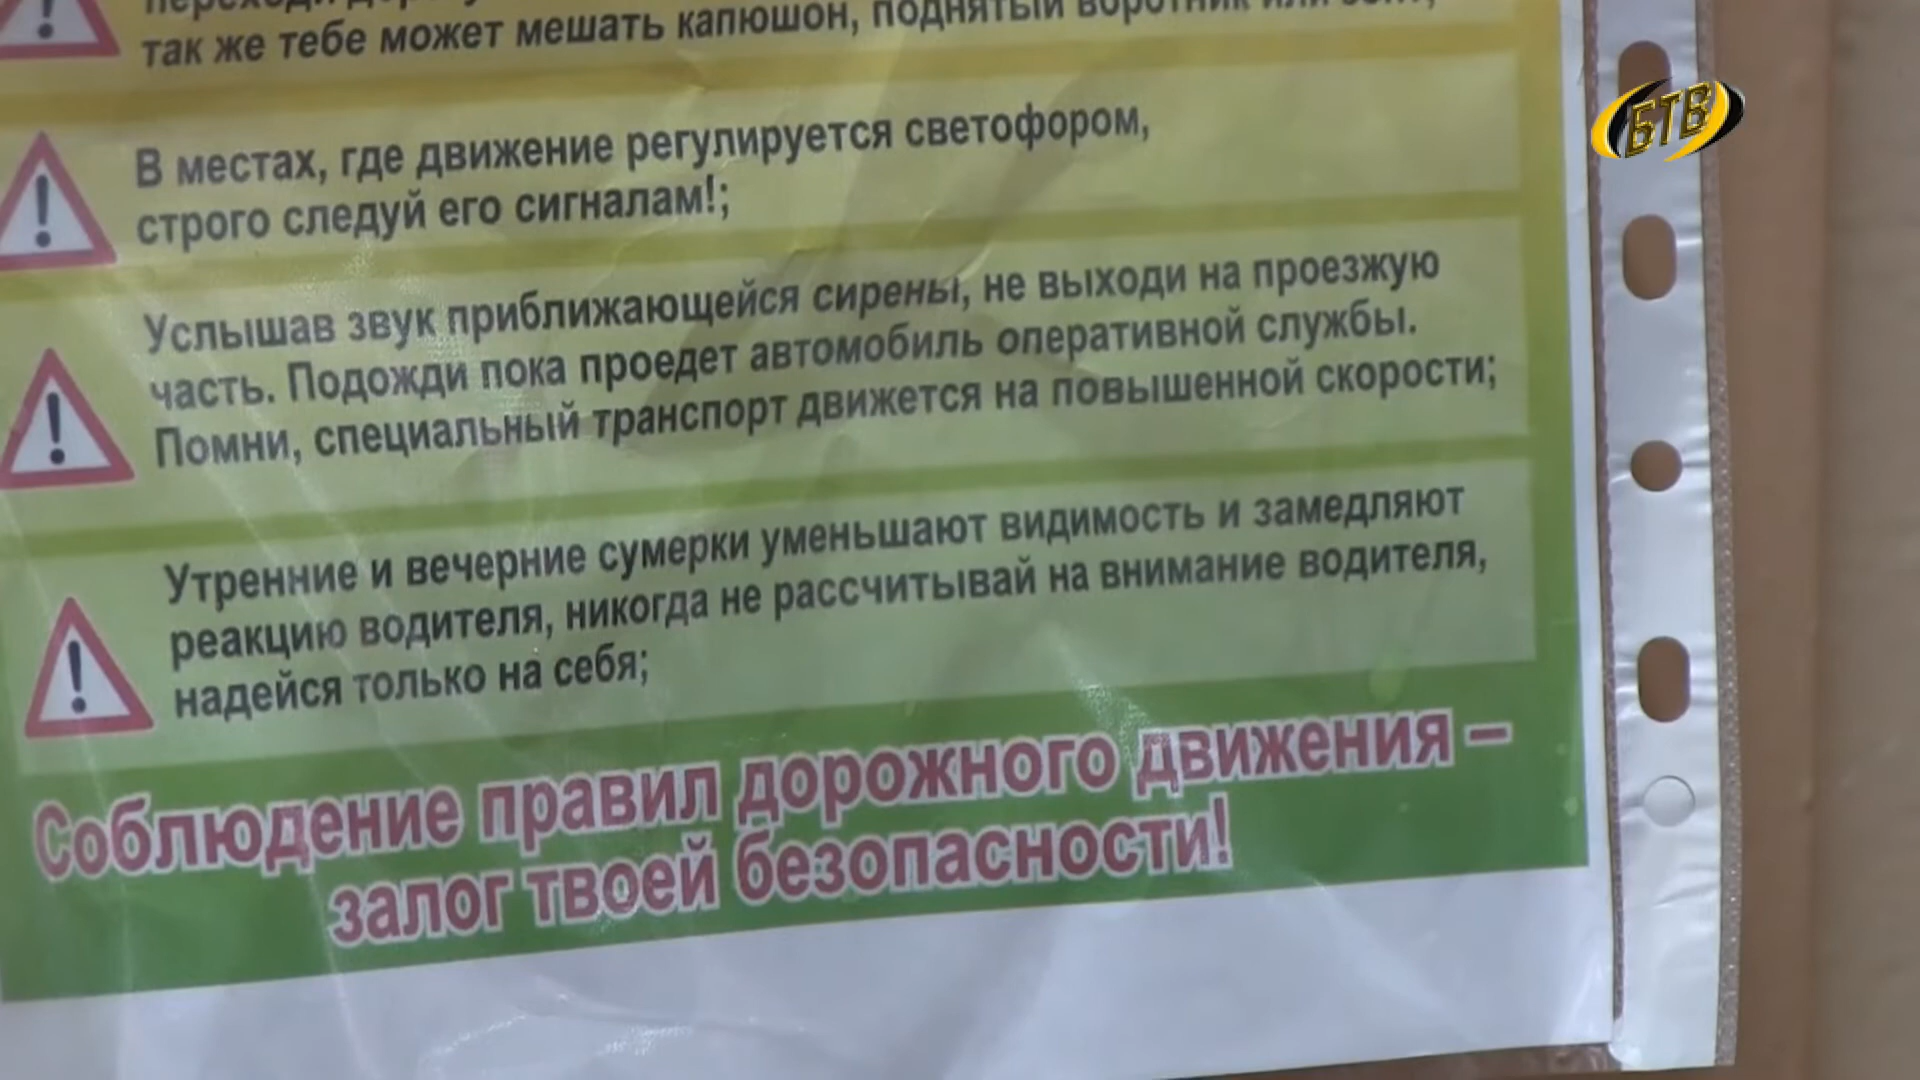 так же тебе может мешать капюшон, поднятый воротник или зонт;
БТВ
В местах, где движение регулируется светофором,
строго следуй его сигналам!;
Услышав звук приближающейся сирены, не выходи на проезжую
часть. Подожди пока проедет автомобиль оперативной службы.
Помни, специальный транспорт движется на повышенной скорости;
Утренние и вечерние сумерки уменьшают видимость и замедляют
реакцию водителя, никогда не рассчитывай на внимание водителя,
надейся только на себя;
Соблюдение правил дорожного движения –
залог твоей безопасности!